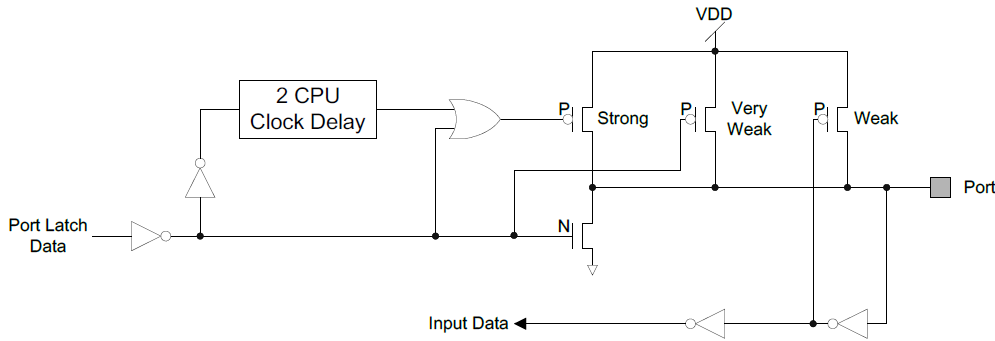 VDD
2 CPU
Clock Delay
P
Strong
P
Very
Weak
P
Weak
Port
Port Latch
Data
N
Input Data